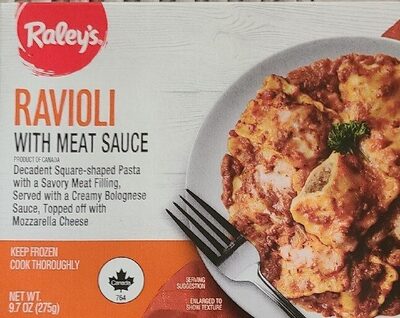 Raley's
RAVIOLI
WITH MEAT SAUCE
PRODUCT OF CANADA
Decadent Square-shaped Pasta
with a Savory Meat Filling,
Served with a Creamy Bolognese
Sauce, Topped off with
Mozzarella Cheese
KEEP FROZEN
COOK THOROUGHLY
Canada
764
NET WT.
9.7 OZ (275g)
SERVING
SUGGESTION
ENLARGED TO
SHOW TEXTURE